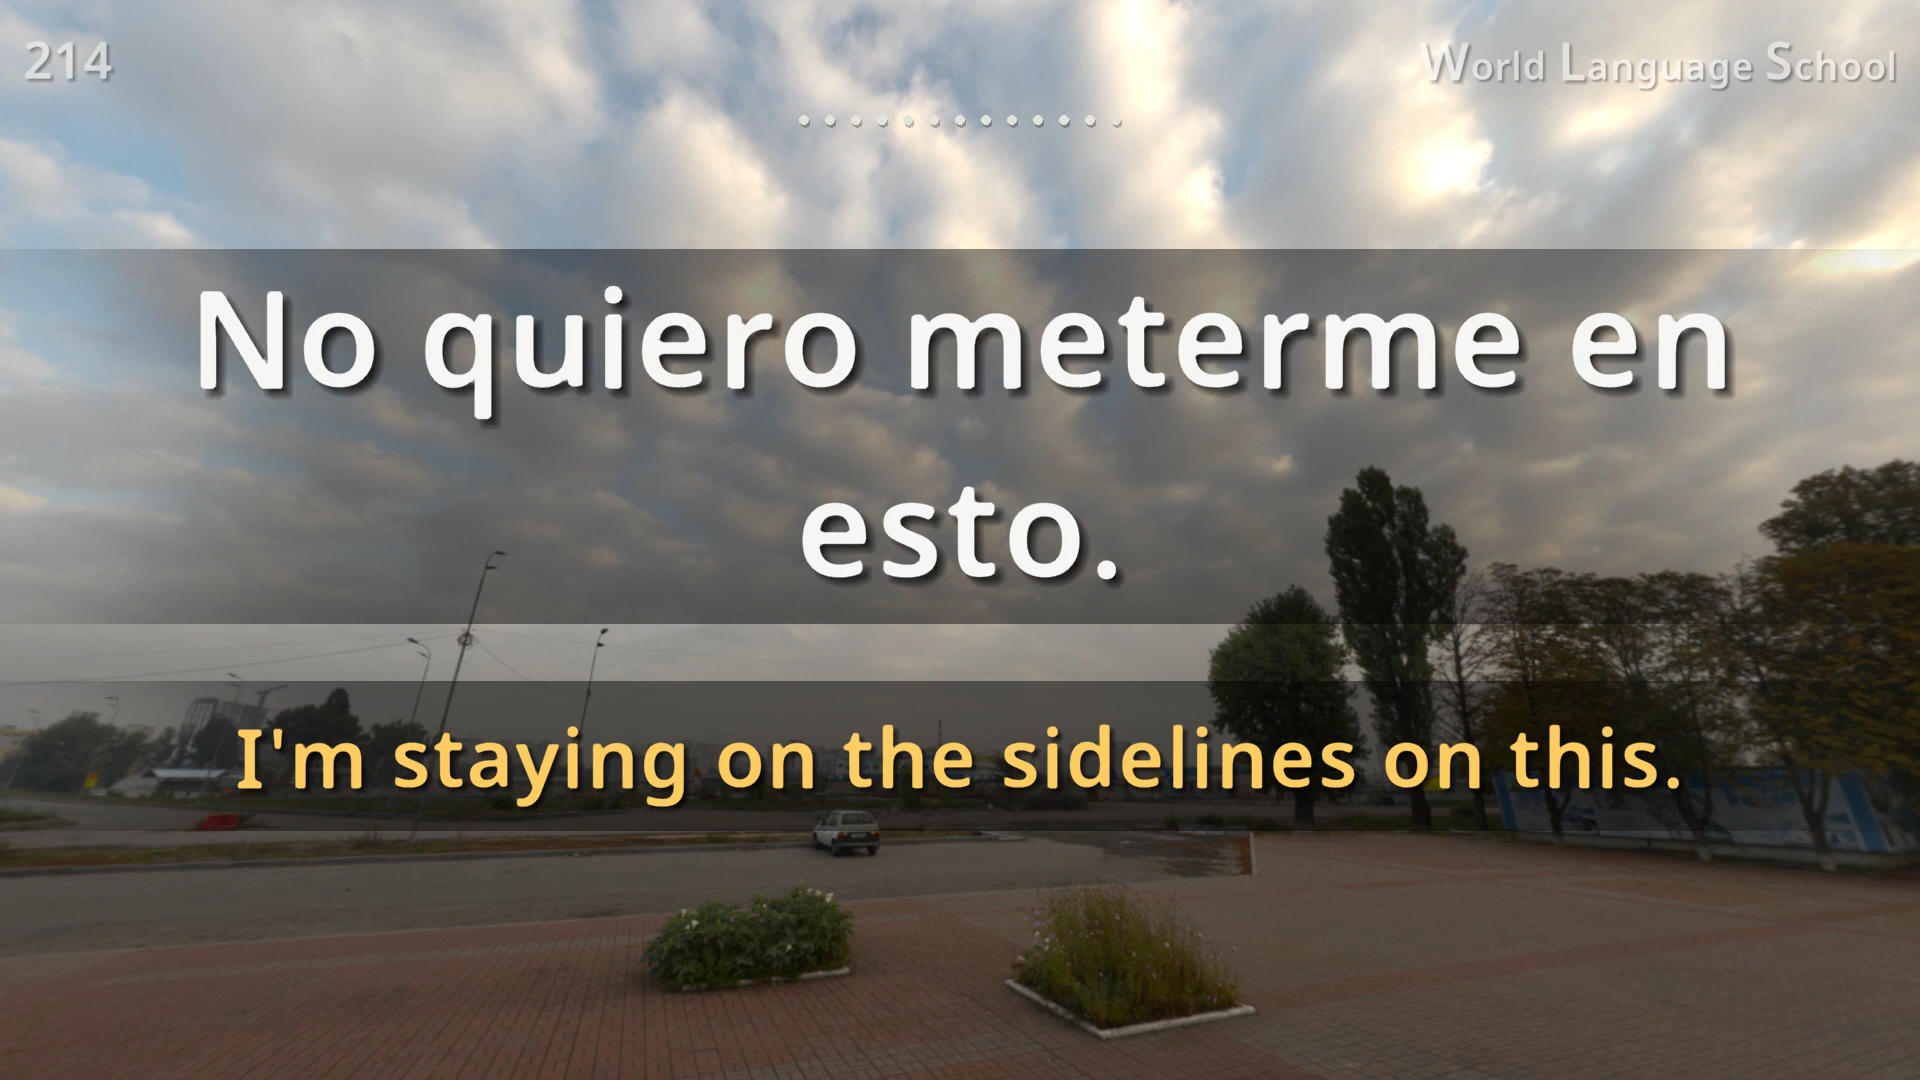 214
World Language School
No quiero meterme en
esto.
I'm staying on the sidelines on this.